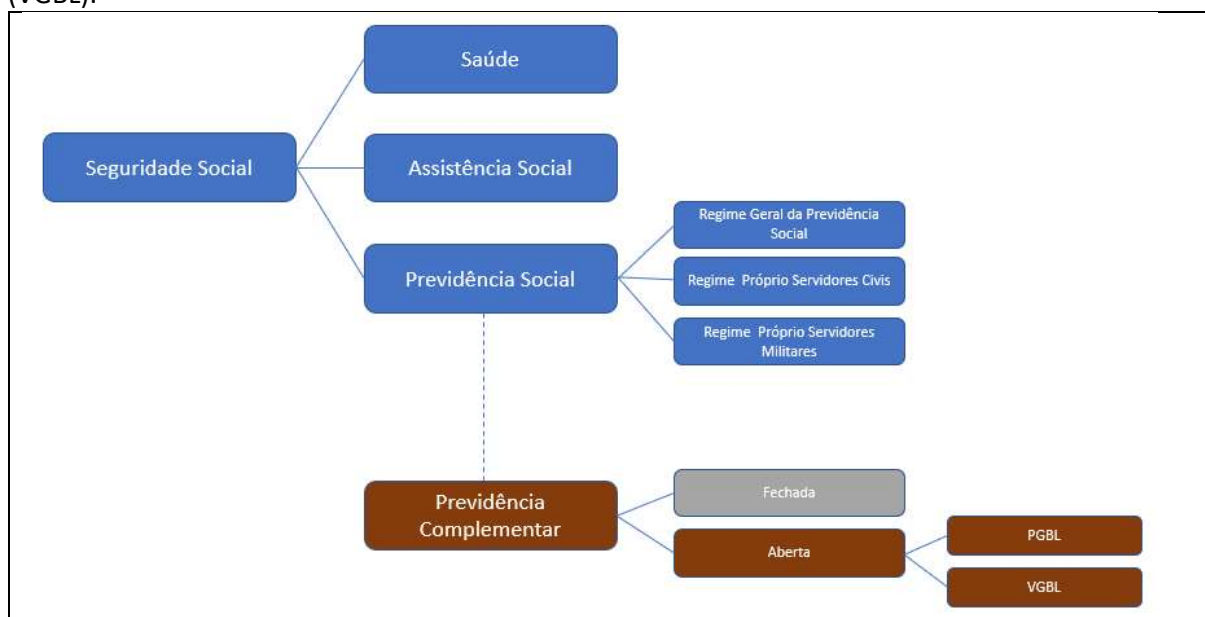 (VGBL).
Saúde
Seguridade Social
Assistência Social
Previdência Social
Regime Geral da Previdência
Social
Regime Próprio Servidores Civis
Regime Próprio Servidores
Militares
Previdência
Complementar
Fechada
Aberta
PGBL
VGBL